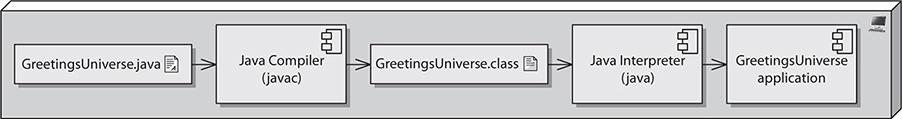 GreetingsUniverse.java
Java Compiler
(javac)
GreetingsUniverse.class
Java Interpreter
(java)
GreetingsUniverse
application